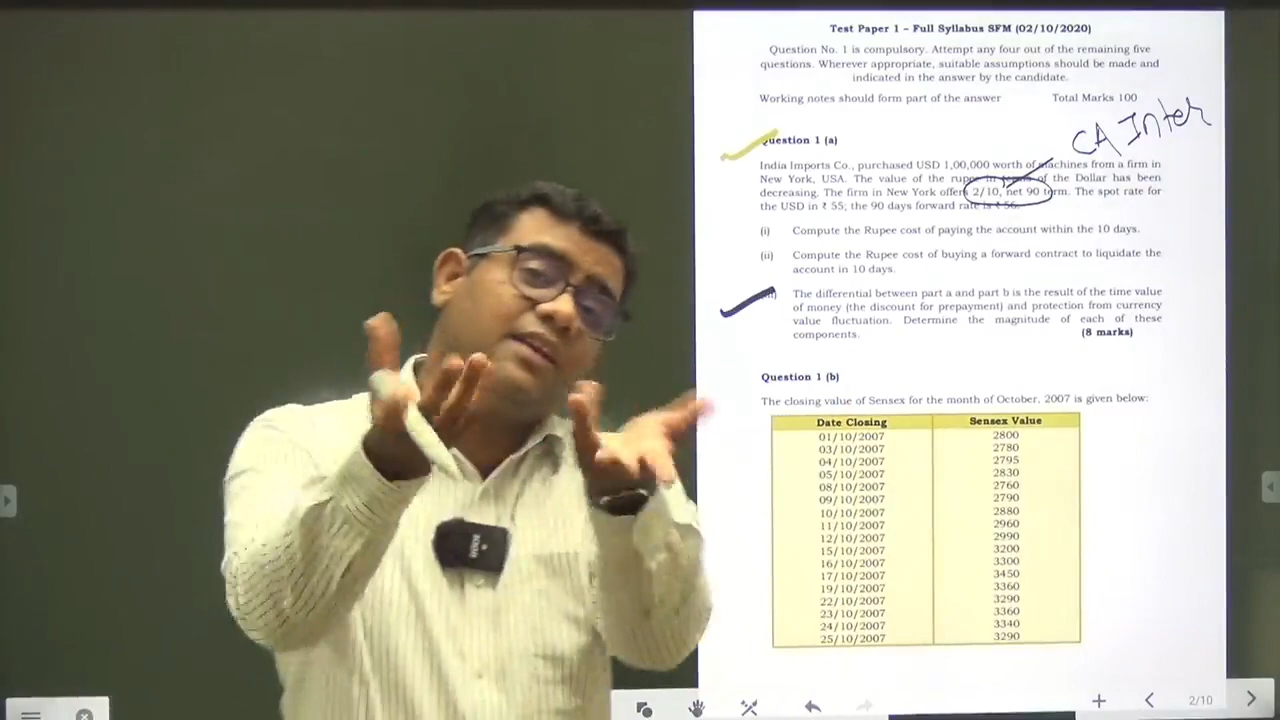 Test Paper 1 – Full Syllabus SFM (02/10/2020)
Question No. 1 is compulsory. Attempt any four out of the remaining five
questions. Wherever appropriate, suitable assumptions should be made and
indicated in the answer by the candidate.
Working notes should form part of the answer Total Marks 100
CA Inter
Question 1 (a)
India Imports Co., purchased USD 1,00,000 worth of machines from a firm in
New York, USA. The value of the rupee in terms of the Dollar has been
decreasing. The firm in New York offers 2/10, net 90 term. The spot rate for
the USD in ₹ 55; the 90 days forward rate is ₹ 56.
(i) Compute the Rupee cost of paying the account within the 10 days.
(ii) Compute the Rupee cost of buying a forward contract to liquidate the
account in 10 days.
The differential between part a and part b is the result of the time value
of money (the discount for prepayment) and protection from currency
value fluctuation. Determine the magnitude of each of these
components. (8 marks)
Question 1 (b)
The closing value of Sensex for the month of October, 2007 is given below:
Date Closing Sensex Value
01/10/2007 2800
03/10/2007 2780
04/10/2007 2795
05/10/2007 2830
08/10/2007 2760
09/10/2007 2790
10/10/2007 2880
11/10/2007 2960
12/10/2007 2990
15/10/2007 3200
16/10/2007 3300
17/10/2007 3450
19/10/2007 3360
22/10/2007 3290
23/10/2007 3360
24/10/2007 3340
25/10/2007 3290
2/10